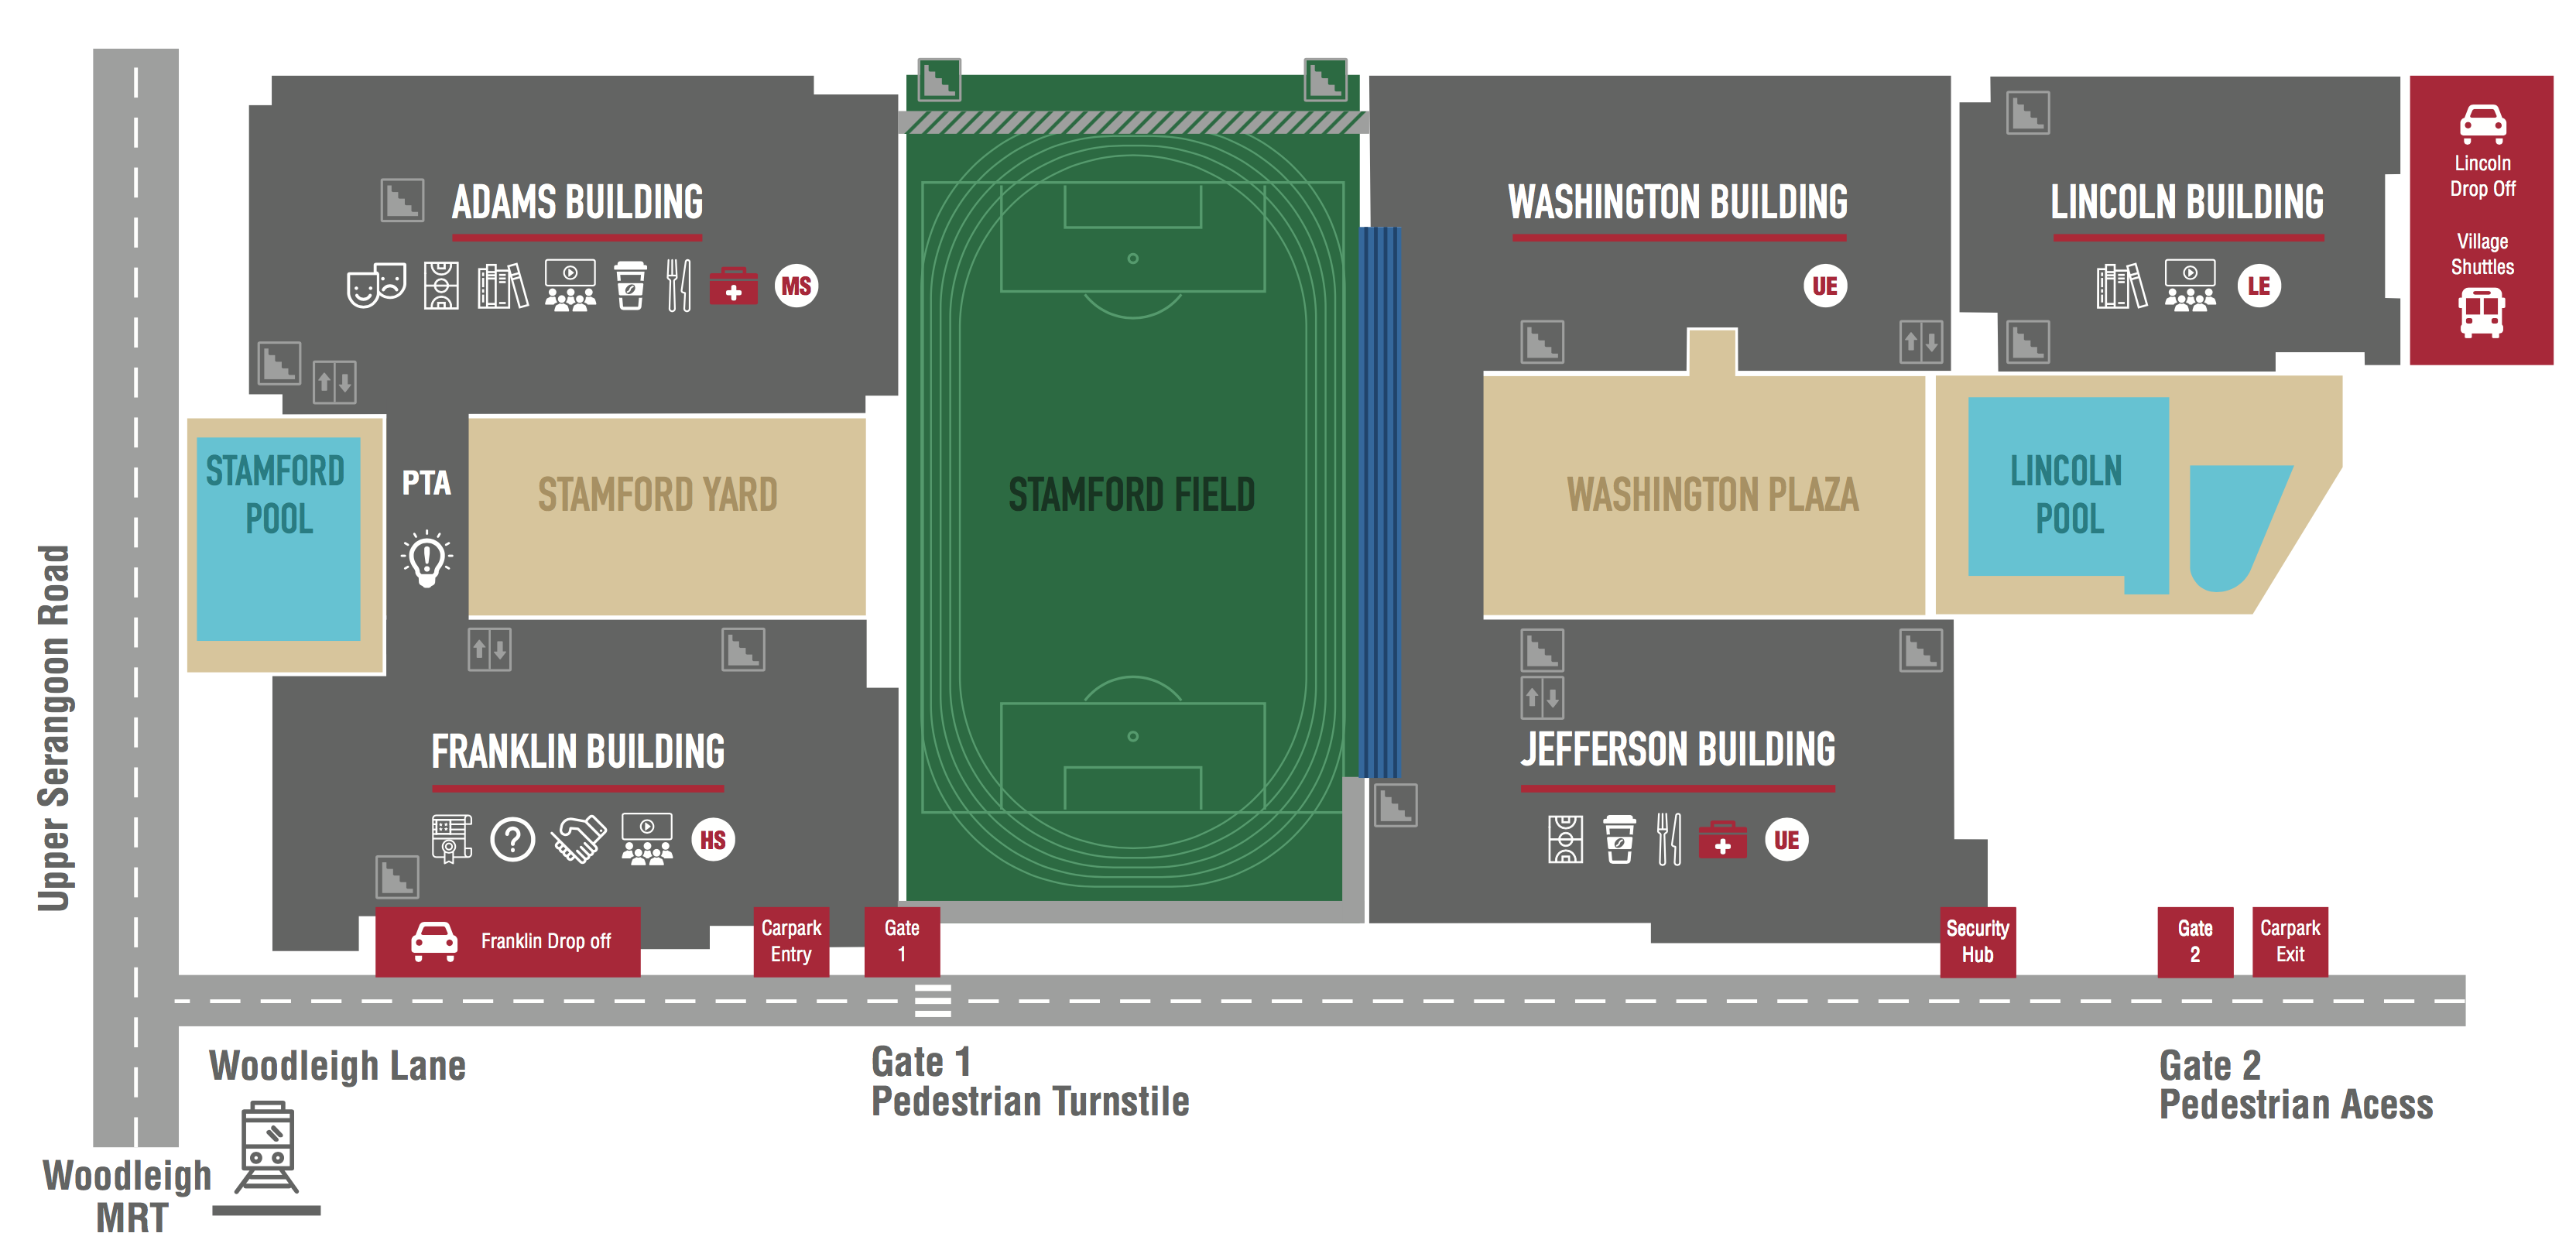 ADAMS BUILDING
MS
WASHINGTON BUILDING
UE
LINCOLN BUILDING
LE
Lincoln
Drop Off
Village
Shuttles
STAMFORD
POOL
PTA
STAMFORD YARD
STAMFORD FIELD
WASHINGTON PLAZA
LINCOLN
POOL
Upper Serangoon Road
FRANKLIN BUILDING
HS
JEFFERSON BUILDING
UE
Franklin Drop off
Carpark
Entry
Gate
1
Security
Hub
Gate
2
Carpark
Exit
Woodleigh Lane
Gate 1
Pedestrian Turnstile
Gate 2
Pedestrian Acess
Woodleigh
MRT